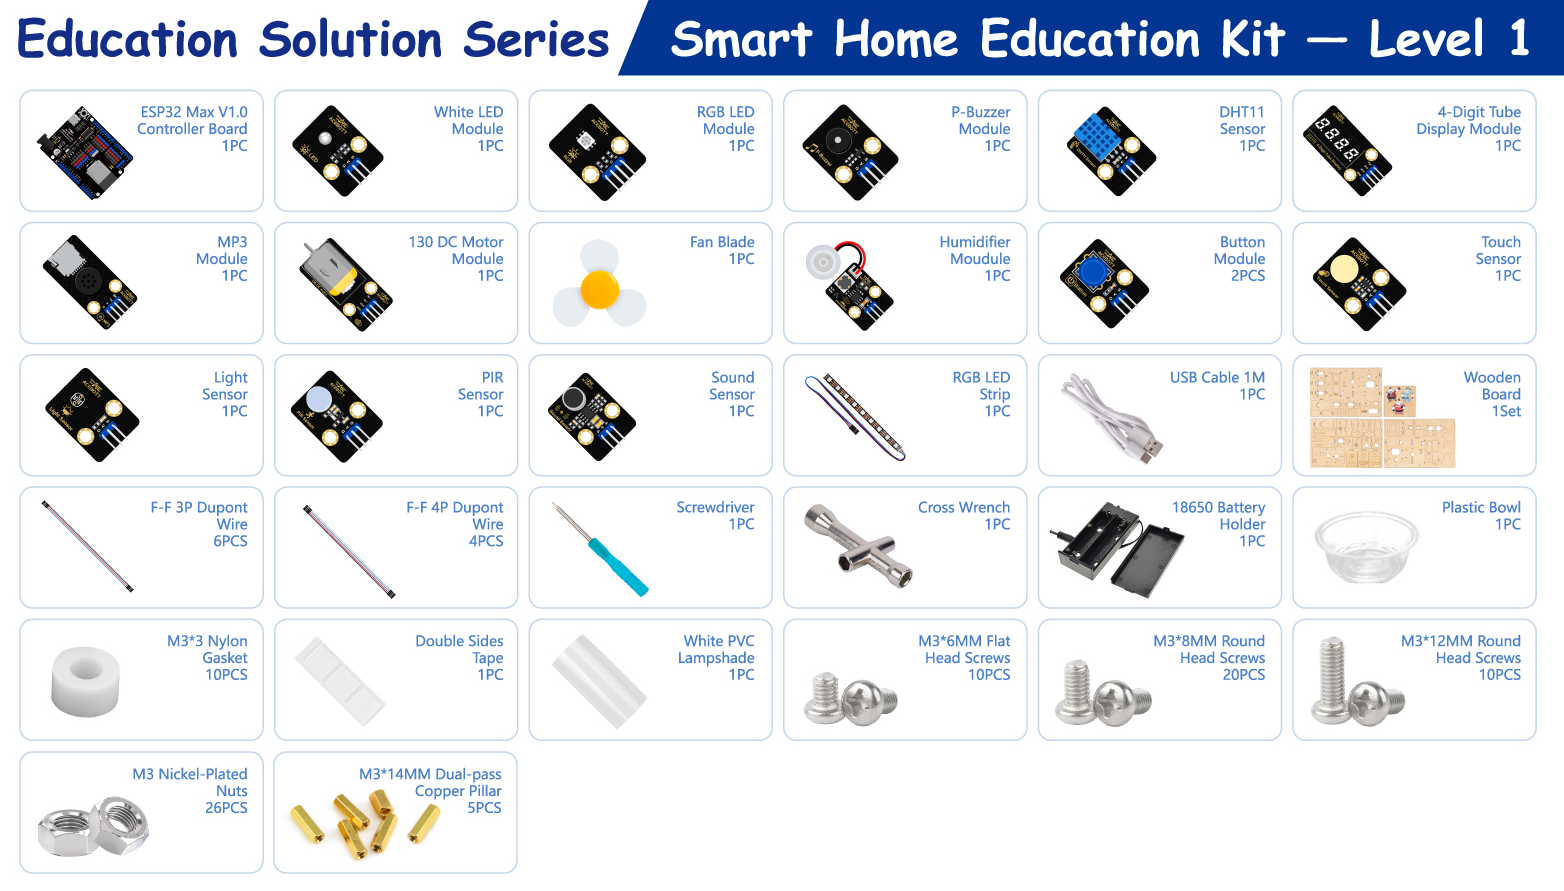 Education Solution Series
Smart Home Education Kit — Level 1
ESP32 Max V1.0
Controller Board
1PC
White LED
Module
1PC
RGB LED
Module
1PC
P-Buzzer
Module
1PC
DHT11
Sensor
1PC
4-Digit Tube
Display Module
1PC
MP3
Module
1PC
130 DC Motor
Module
1PC
Fan Blade
1PC
Humidifier
Moudule
1PC
Button
Module
2PCS
Touch
Sensor
1PC
Light
Sensor
1PC
PIR
Sensor
1PC
Sound
Sensor
1PC
RGB LED
Strip
1PC
USB Cable 1M
1PC
Wooden
Board
1Set
F-F 3P Dupont
Wire
6PCS
F-F 4P Dupont
Wire
4PCS
Screwdriver
1PC
Cross Wrench
1PC
18650 Battery
Holder
1PC
Plastic Bowl
1PC
M3*3 Nylon
Gasket
10PCS
Double Sides
Tape
1PC
White PVC
Lampshade
1PC
M3*6MM Flat
Head Screws
10PCS
M3*8MM Round
Head Screws
20PCS
M3*12MM Round
Head Screws
10PCS
M3 Nickel-Plated
Nuts
26PCS
M3*14MM Dual-pass
Copper Pillar
5PCS